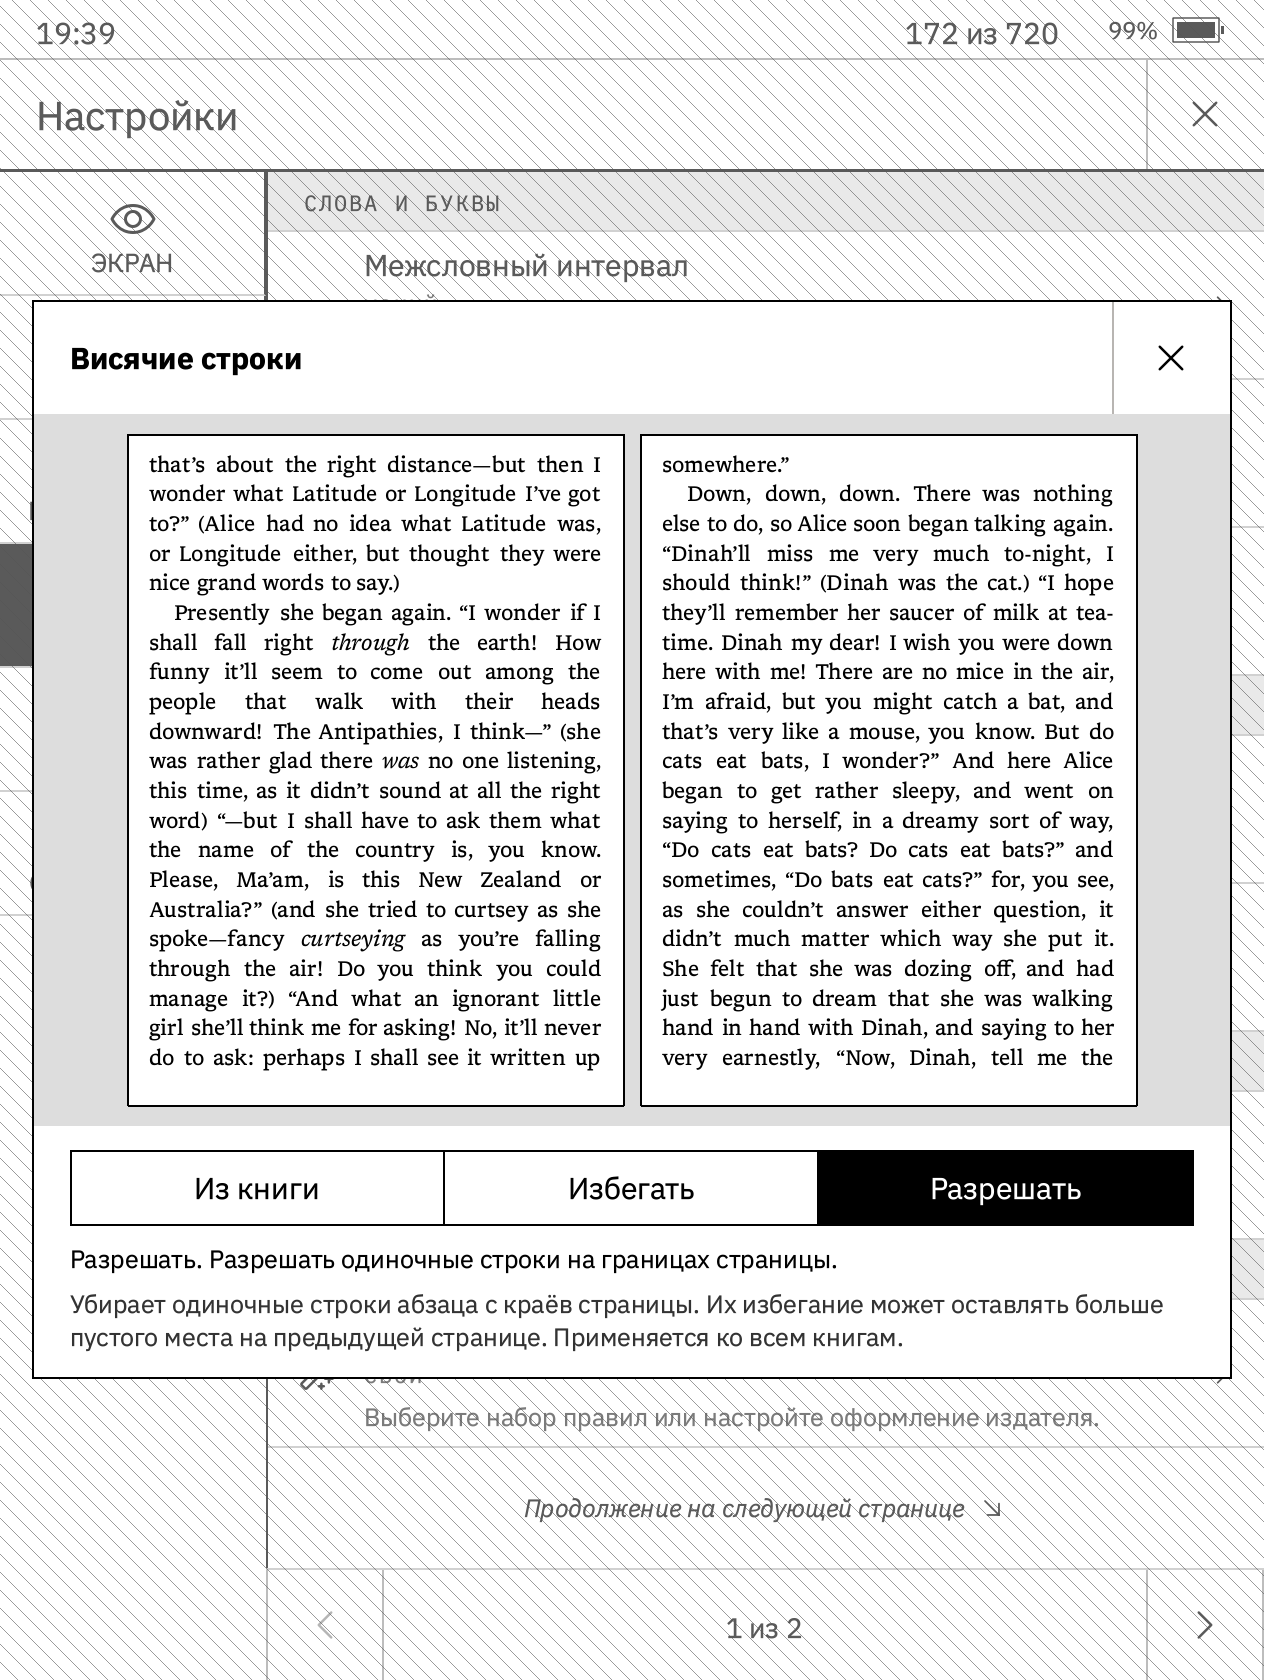 19:39
172 из 720
99%
Настройки
ЭКРАН
СЛОВА И БУКВЫ
Межсловный интервал
Висячие строки
that’s about the right distance—but then I
wonder what Latitude or Longitude I’ve got
to?” (Alice had no idea what Latitude was,
or Longitude either, but thought they were
nice grand words to say.)
Presently she began again. “I wonder if I
shall fall right through the earth! How
funny it’ll seem to come out among the
people that walk with their heads
downward! The Antipathies, I think—” (she
was rather glad there was no one listening,
this time, as it didn’t sound at all the right
word) “—but I shall have to ask them what
the name of the country is, you know.
Please, Ma’am, is this New Zealand or
Australia?” (and she tried to curtsey as she
spoke—fancy curtseying as you’re falling
through the air! Do you think you could
manage it?) “And what an ignorant little
girl she’ll think me for asking! No, it’ll never
do to ask: perhaps I shall see it written up
somewhere.”
Down, down, down. There was nothing
else to do, so Alice soon began talking again.
“Dinah’ll miss me very much to-night, I
should think!” (Dinah was the cat.) “I hope
they’ll remember her saucer of milk at tea-
time. Dinah my dear! I wish you were down
here with me! There are no mice in the air,
I’m afraid, but you might catch a bat, and
that’s very like a mouse, you know. But do
cats eat bats, I wonder?” And here Alice
began to get rather sleepy, and went on
saying to herself, in a dreamy sort of way,
“Do cats eat bats? Do cats eat bats?” and
sometimes, “Do bats eat cats?” for, you see,
as she couldn’t answer either question, it
didn’t much matter which way she put it.
She felt that she was dozing off, and had
just begun to dream that she was walking
hand in hand with Dinah, and saying to her
very earnestly, “Now, Dinah, tell me the
Из книги
Избегать
Разрешать
Разрешать. Разрешать одиночные строки на границах страницы.
Убирает одиночные строки абзаца с краёв страницы. Их избегание может оставлять больше
пустого места на предыдущей странице. Применяется ко всем книгам.
Выберите набор правил или настройте оформление издателя.
Продолжение на следующей странице
1 из 2